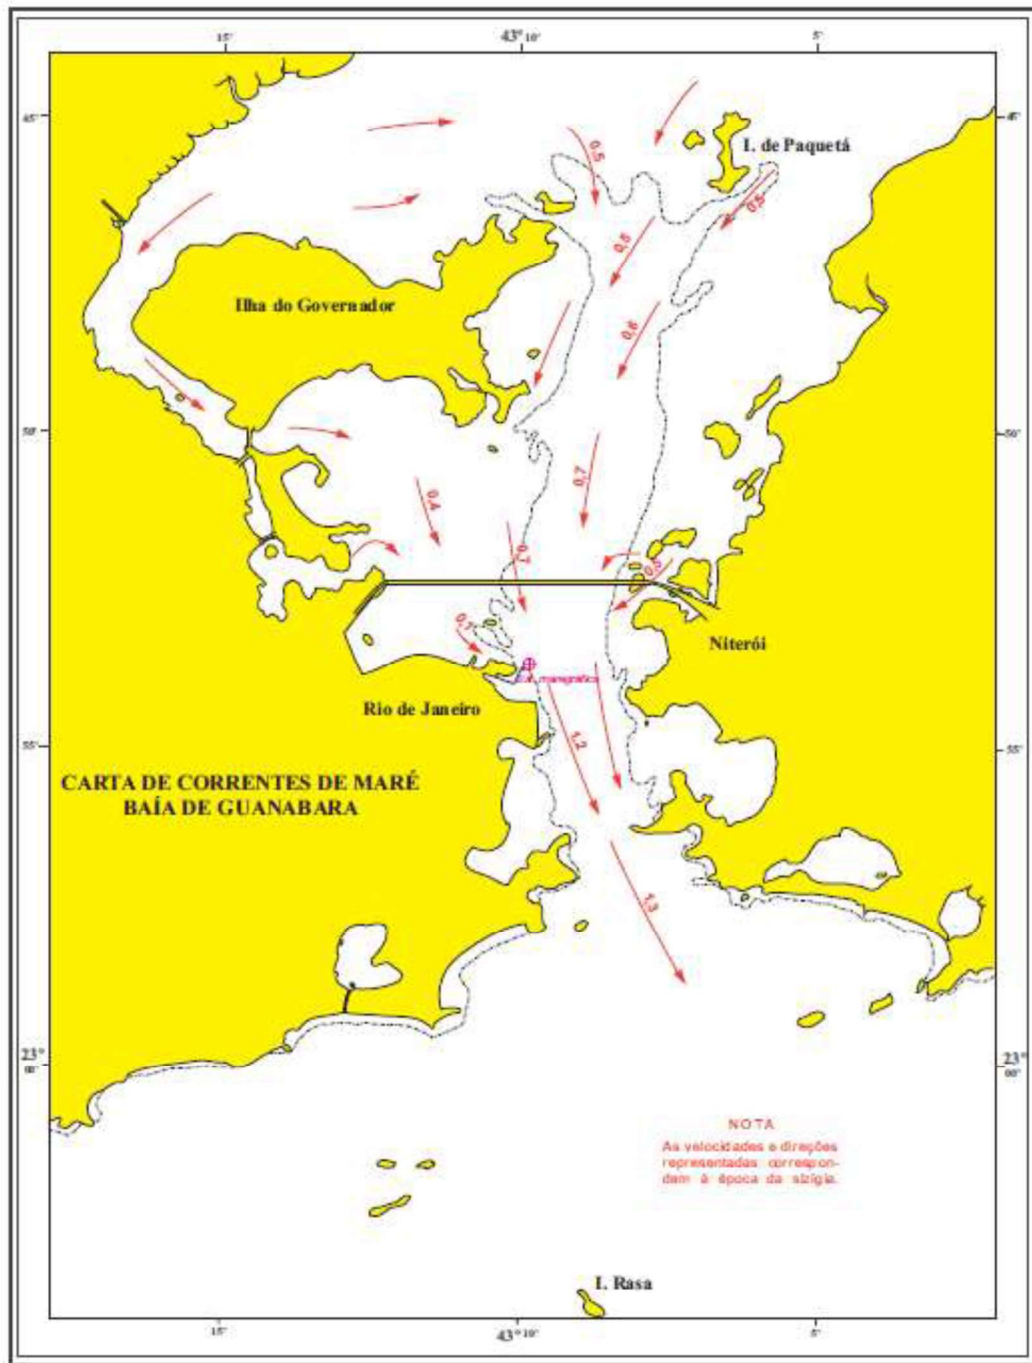 15'
43° 10'
5'
45'
45'
I. de Paquetá
0,5
0,5
0,5
Ilha do Governador
0,6
50'
50'
0,7
0,4
0,7
0,7
Niterói
Est. maregráfica
Rio de Janeiro
1,2
55'
55'
CARTA DE CORRENTES DE MARÉ
BAÍA DE GUANABARA
1,3
23°
00'
23°
00'
NOTA
As velocidades e direções
representadas correspon-
dem à época da sizígia.
I. Rasa
15'
43° 10'
5'